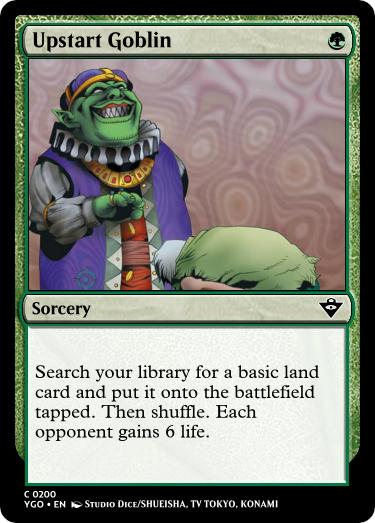 Upstart Goblin
Sorcery
Search your library for a basic land
card and put it onto the battlefield
tapped. Then shuffle. Each
opponent gains 6 life.
C 0200
YGO • EN Studio Dice/SHUEISHA, TV TOKYO, KONAMI